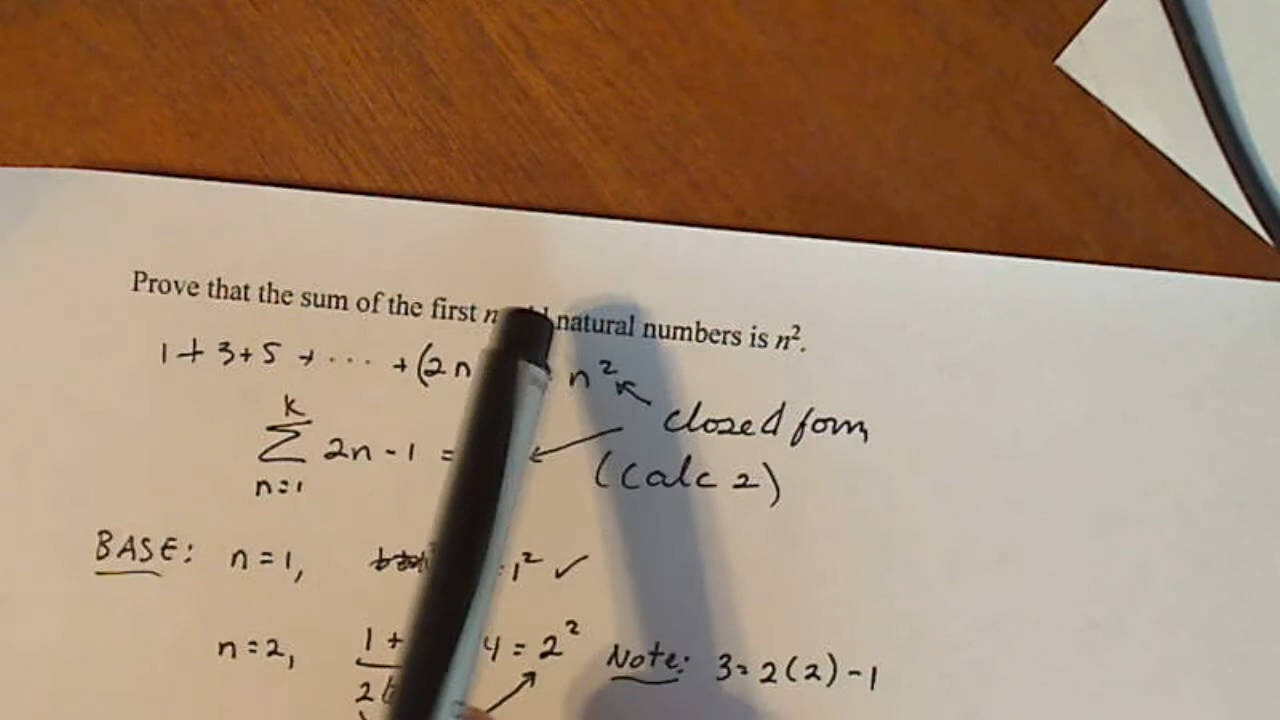 Prove that the sum of the first n natural numbers is n².
1 + 3 + 5 + ··· + (2n n²
closed form
k
Σ 2n - 1 =
n=1
(Calc 2)
BASE: n = 1, 1² ✓
n = 2, 1 + 4 = 2² Note: 3 = 2(2) - 1
2